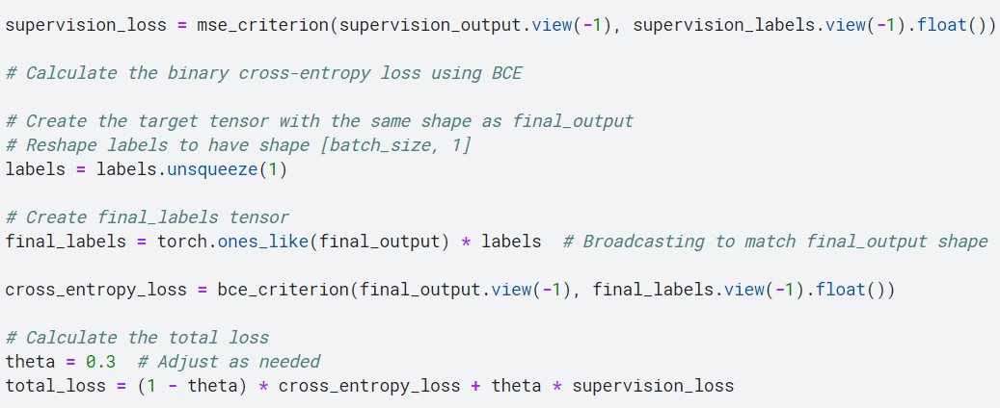 supervision_loss = mse_criterion(supervision_output.view(-1), supervision_labels.view(-1).float())
# Calculate the binary cross-entropy loss using BCE
# Create the target tensor with the same shape as final_output
# Reshape labels to have shape [batch_size, 1]
labels = labels.unsqueeze(1)
# Create final_labels tensor
final_labels = torch.ones_like(final_output) * labels  # Broadcasting to match final_output shape
cross_entropy_loss = bce_criterion(final_output.view(-1), final_labels.view(-1).float())
# Calculate the total loss
theta = 0.3  # Adjust as needed
total_loss = (1 - theta) * cross_entropy_loss + theta * supervision_loss